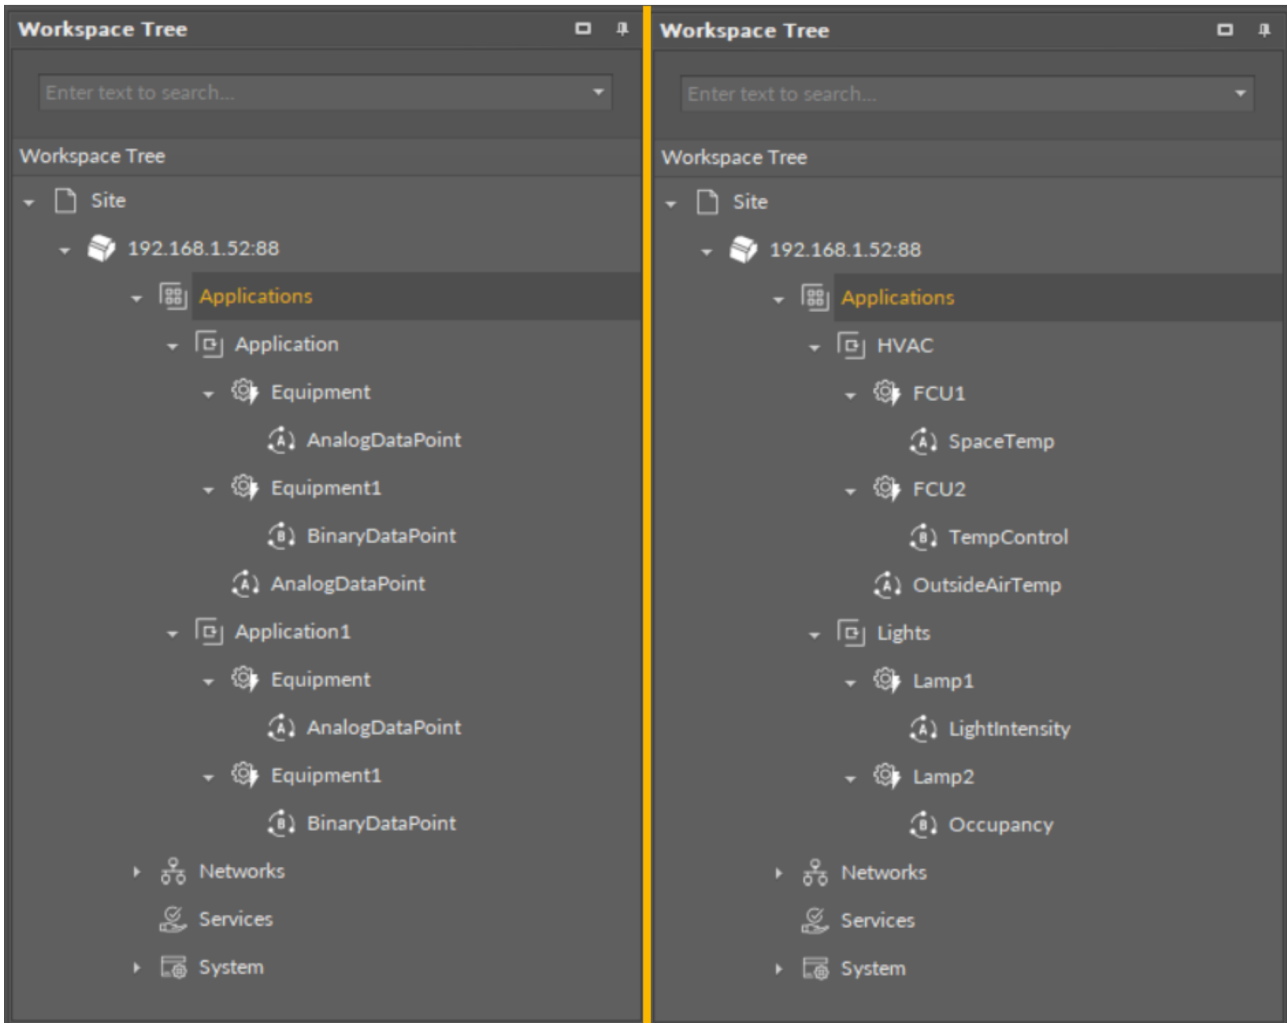 Workspace Tree
Enter text to search...
Workspace Tree
Site
192.168.1.52:88
Applications
Application
Equipment
AnalogDataPoint
Equipment1
BinaryDataPoint
AnalogDataPoint
Application1
Equipment
AnalogDataPoint
Equipment1
BinaryDataPoint
Networks
Services
System
Workspace Tree
Enter text to search...
Workspace Tree
Site
192.168.1.52:88
Applications
HVAC
FCU1
A SpaceTemp
FCU2
B TempControl
A OutsideAirTemp
Lights
Lamp1
A LightIntensity
Lamp2
B Occupancy
Networks
Services
System